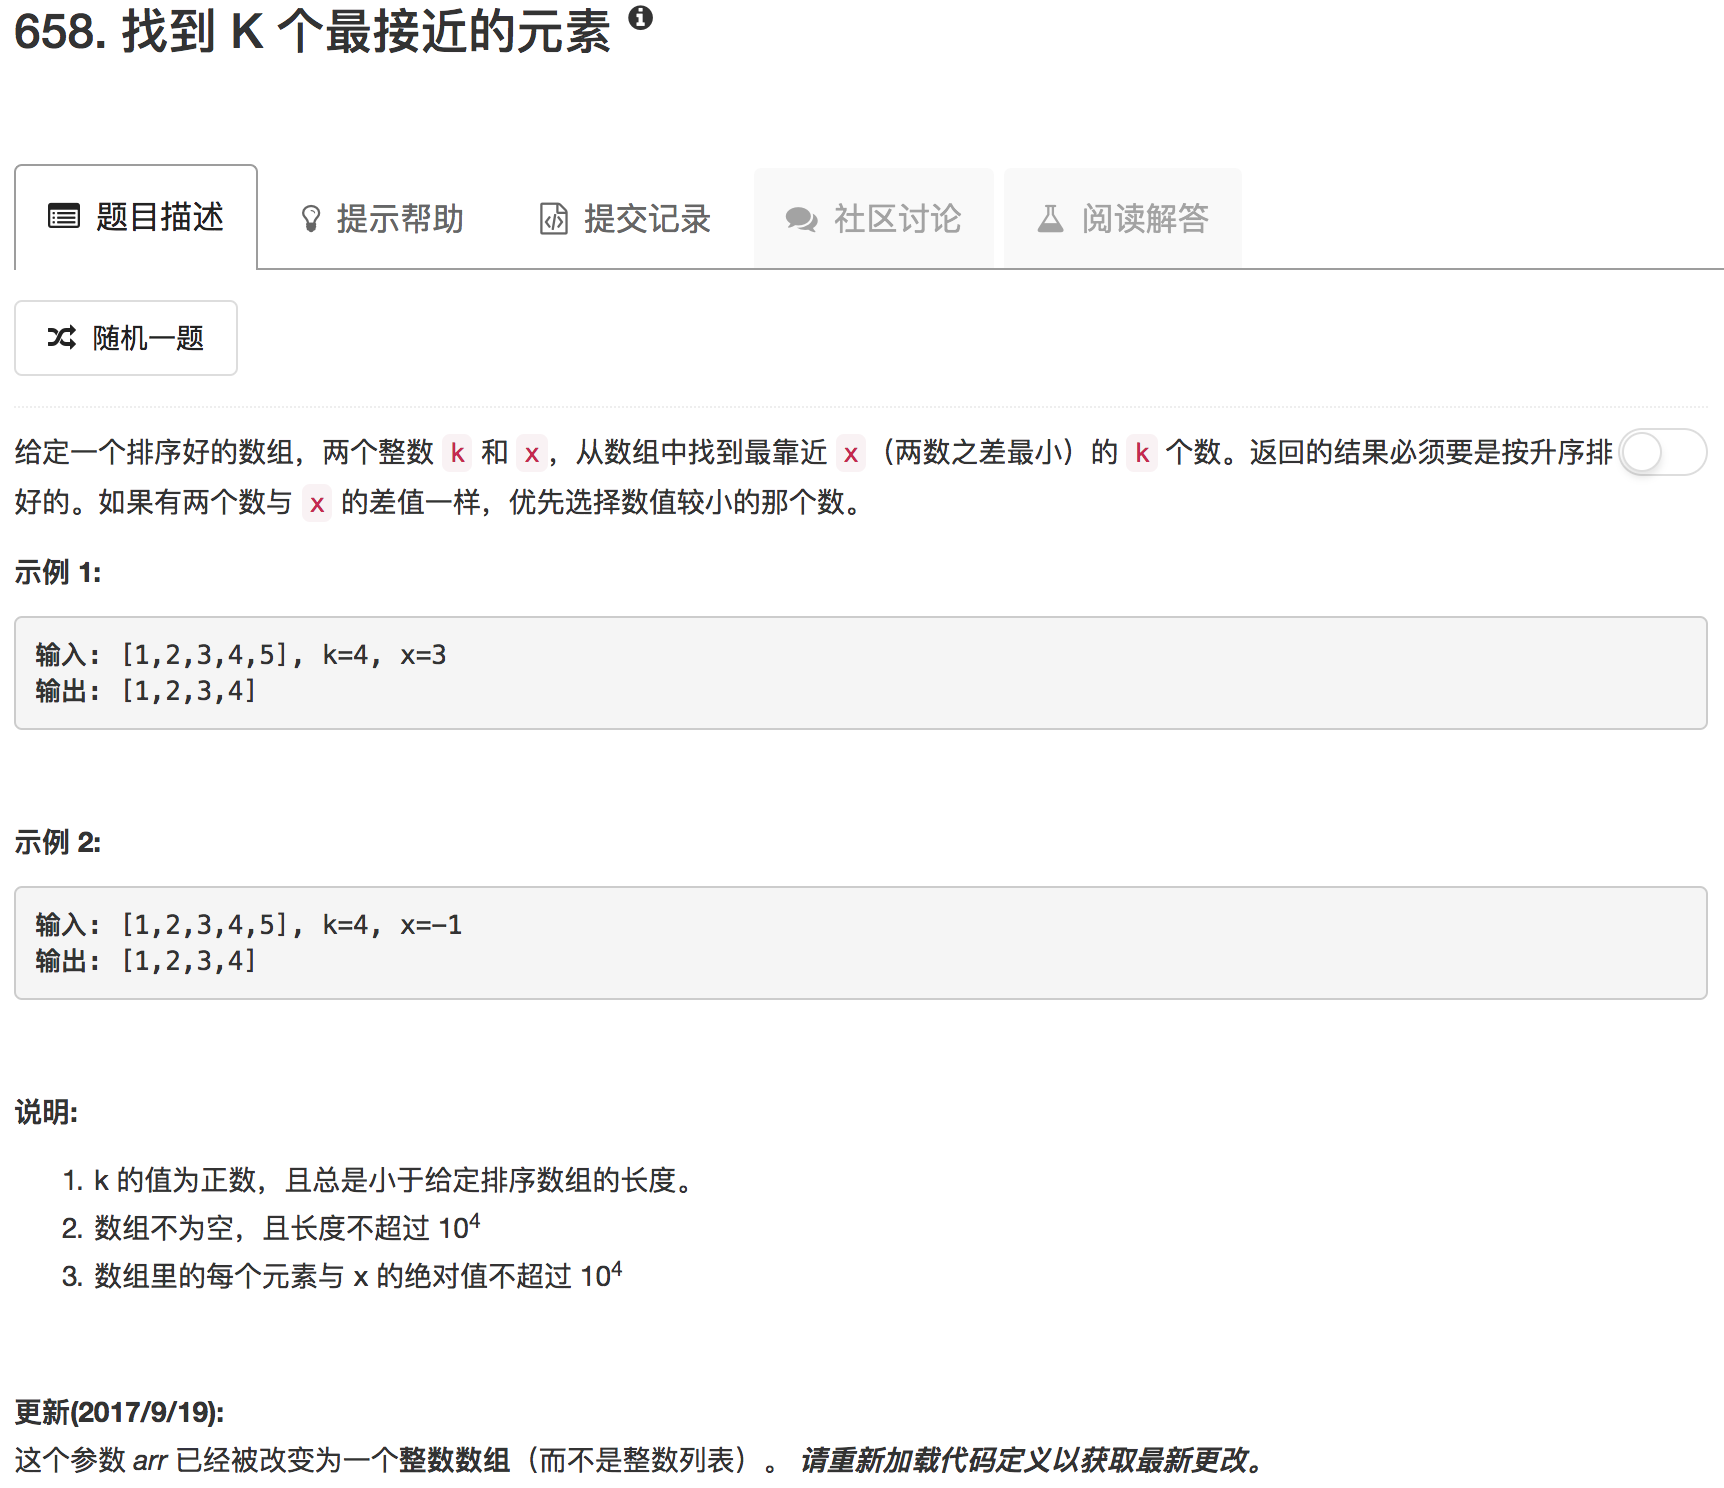 658. 找到 K 个最接近的元素
题目描述 提示帮助 提交记录 社区讨论 阅读解答
随机一题
给定一个排序好的数组，两个整数 k 和 x，从数组中找到最靠近 x（两数之差最小）的 k 个数。返回的结果必须要是按升序排
好的。如果有两个数与 x 的差值一样，优先选择数值较小的那个数。
示例 1:
输入: [1,2,3,4,5], k=4, x=3
输出: [1,2,3,4]
示例 2:
输入: [1,2,3,4,5], k=4, x=-1
输出: [1,2,3,4]
说明:
1. k 的值为正数，且总是小于给定排序数组的长度。
2. 数组不为空，且长度不超过 10⁴
3. 数组里的每个元素与 x 的绝对值不超过 10⁴
更新(2017/9/19):
这个参数 arr 已经被改变为一个整数数组（而不是整数列表）。 请重新加载代码定义以获取最新更改。